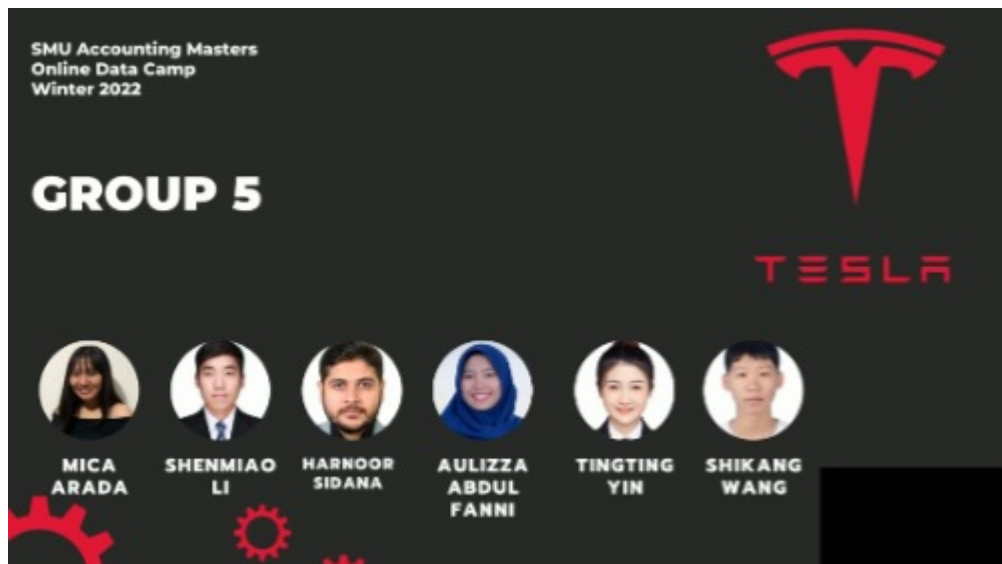 SMU Accounting Masters
Online Data Camp
Winter 2022
GROUP 5
TESLA
MICA
ARADA
SHENMIAO
LI
HARNOOR
SIDANA
AULIZZA
ABDUL
FANNI
TINGTING
YIN
SHIKANG
WANG